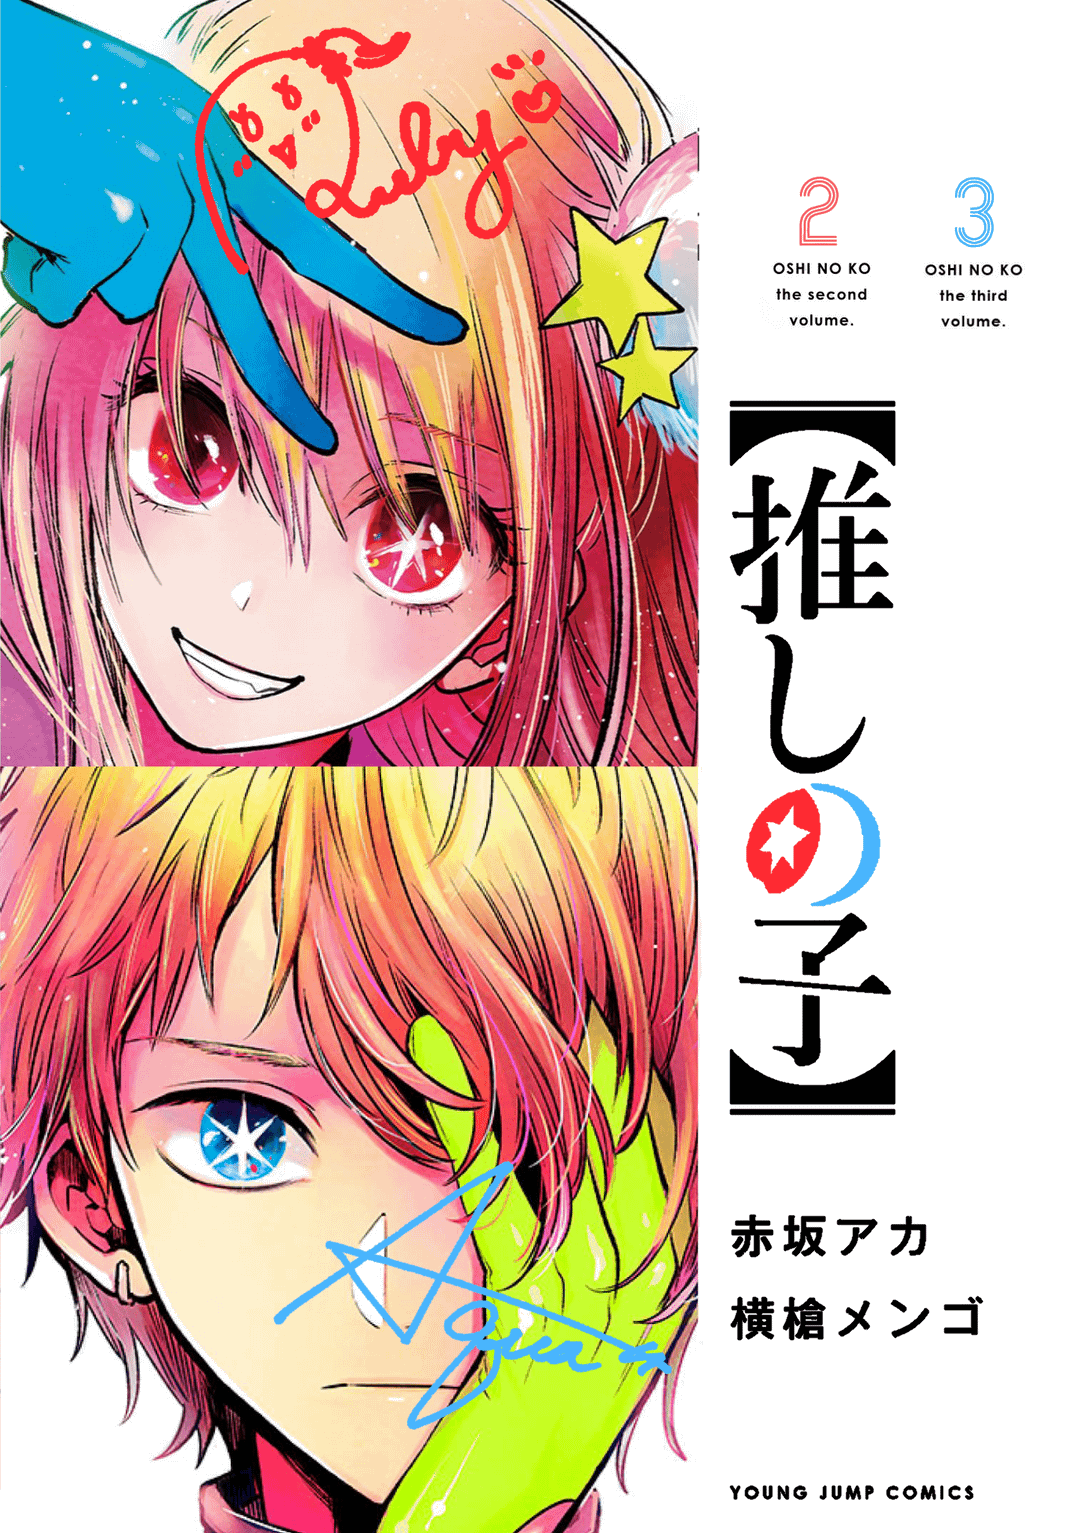 Ruby
2
OSHI NO KO
the second
volume.
3
OSHI NO KO
the third
volume.
【推しの子】
Aqua
赤坂アカ
横槍メンゴ
YOUNG JUMP COMICS